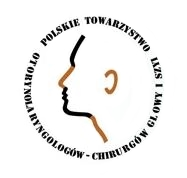 POLSKIE TOWARZYSTWO
OTORYNOLARYNGOLOGÓW-CHIRURGÓW GŁOWY I SZYI